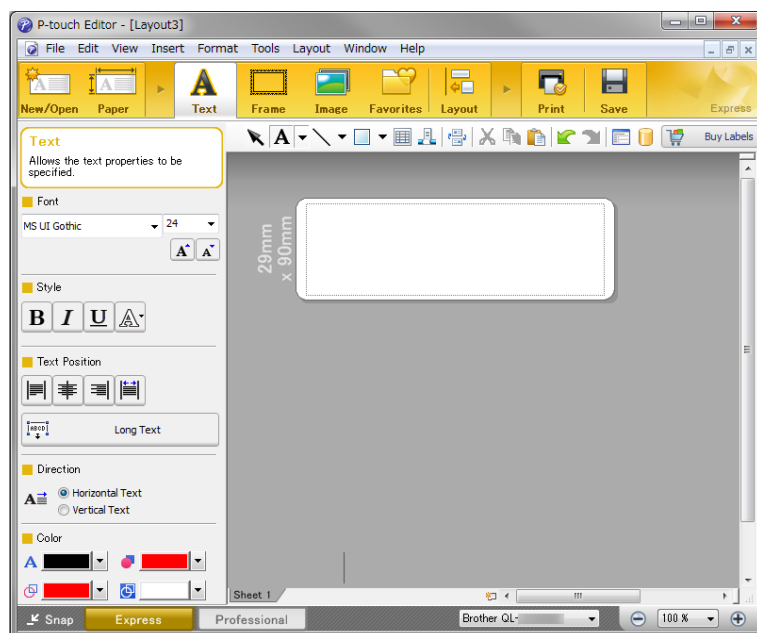 P-touch Editor - [Layout3]
File Edit View Insert Format Tools Layout Window Help
New/Open Paper Text Frame Image Favorites Layout Print Save Express
Text
Allows the text properties to be
specified.
Buy Labels
Font
MS UI Gothic 24
A A
Style
B I U A
Text Position
ABCD Long Text
Direction
A Horizontal Text
Vertical Text
Color
A
29mm
x 90mm
Sheet 1
Snap Express Professional Brother QL- 100 %